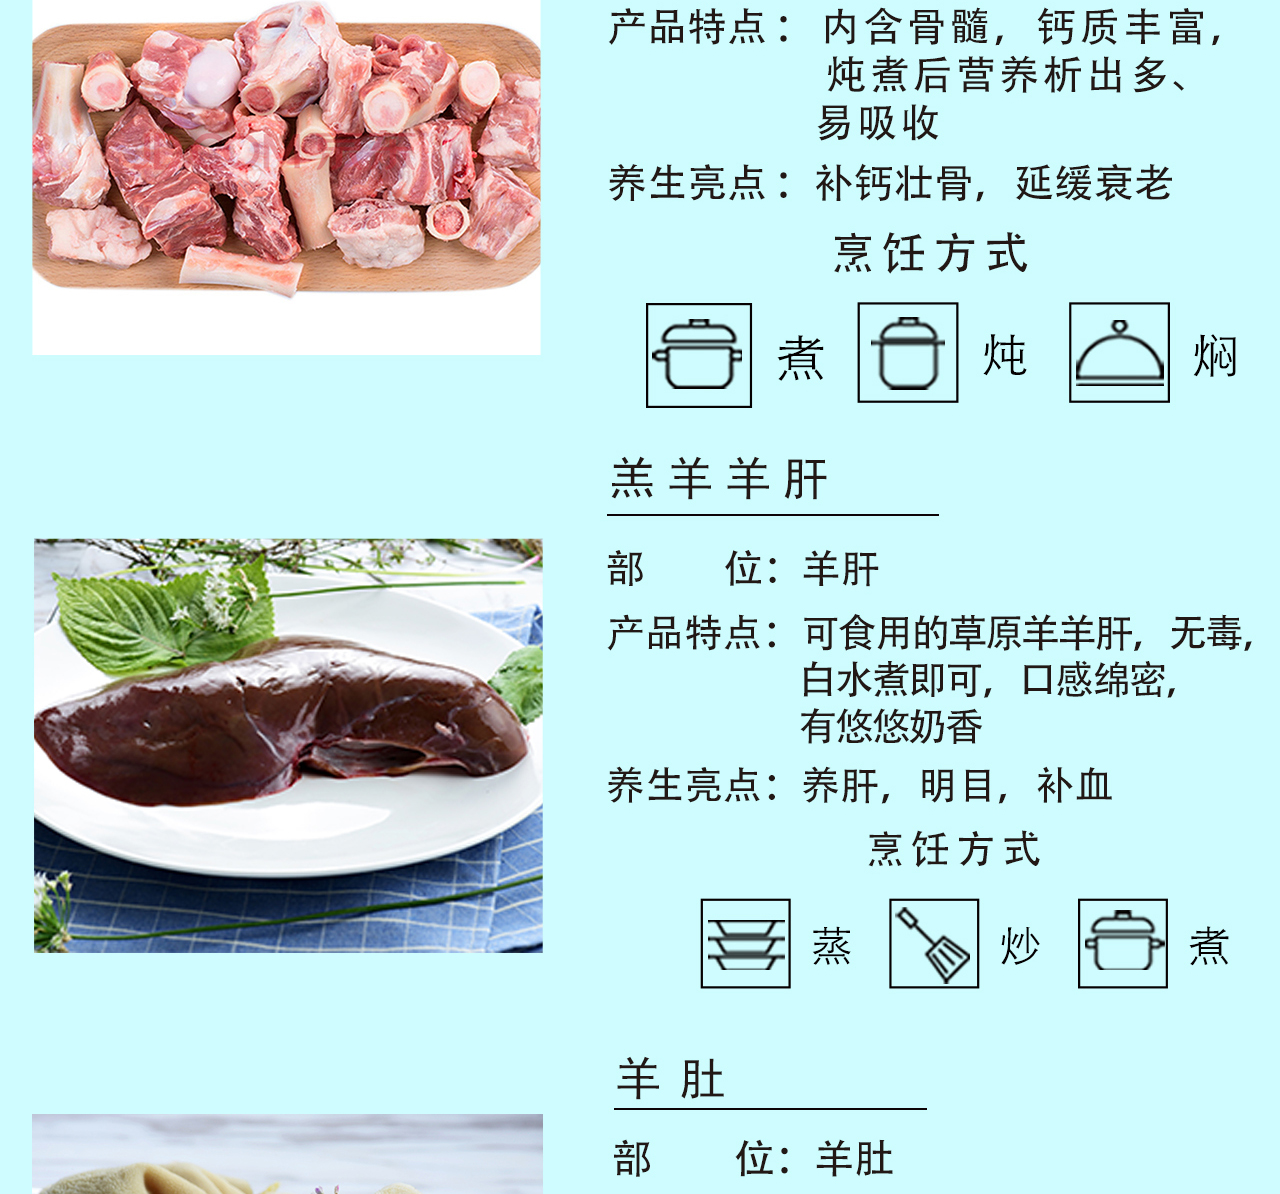 产品特点：内含骨髓，钙质丰富，
炖煮后营养析出多、
易吸收
养生亮点：补钙壮骨，延缓衰老
烹饪方式
煮 炖 焖
羔羊羊肝
部 位：羊肝
产品特点：可食用的草原羊羊肝，无毒，
白水煮即可，口感绵密，
有悠悠奶香
养生亮点：养肝，明目，补血
烹饪方式
蒸 炒 煮
羊肚
部 位：羊肚